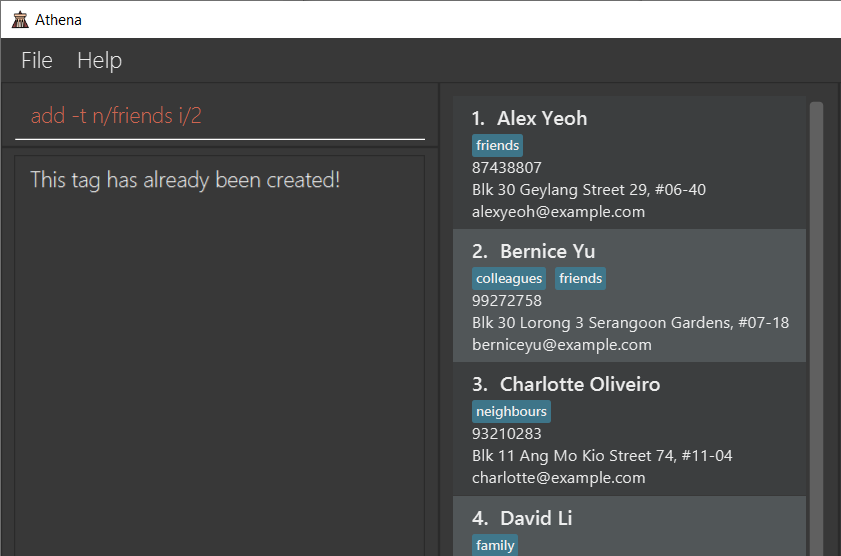 Athena
File Help
add -t n/friends i/2
This tag has already been created!
1. Alex Yeoh
friends
87438807
Blk 30 Geylang Street 29, #06-40
alexyeoh@example.com
2. Bernice Yu
colleagues friends
99272758
Blk 30 Lorong 3 Serangoon Gardens, #07-18
berniceyu@example.com
3. Charlotte Oliveiro
neighbours
93210283
Blk 11 Ang Mo Kio Street 74, #11-04
charlotte@example.com
4. David Li
family